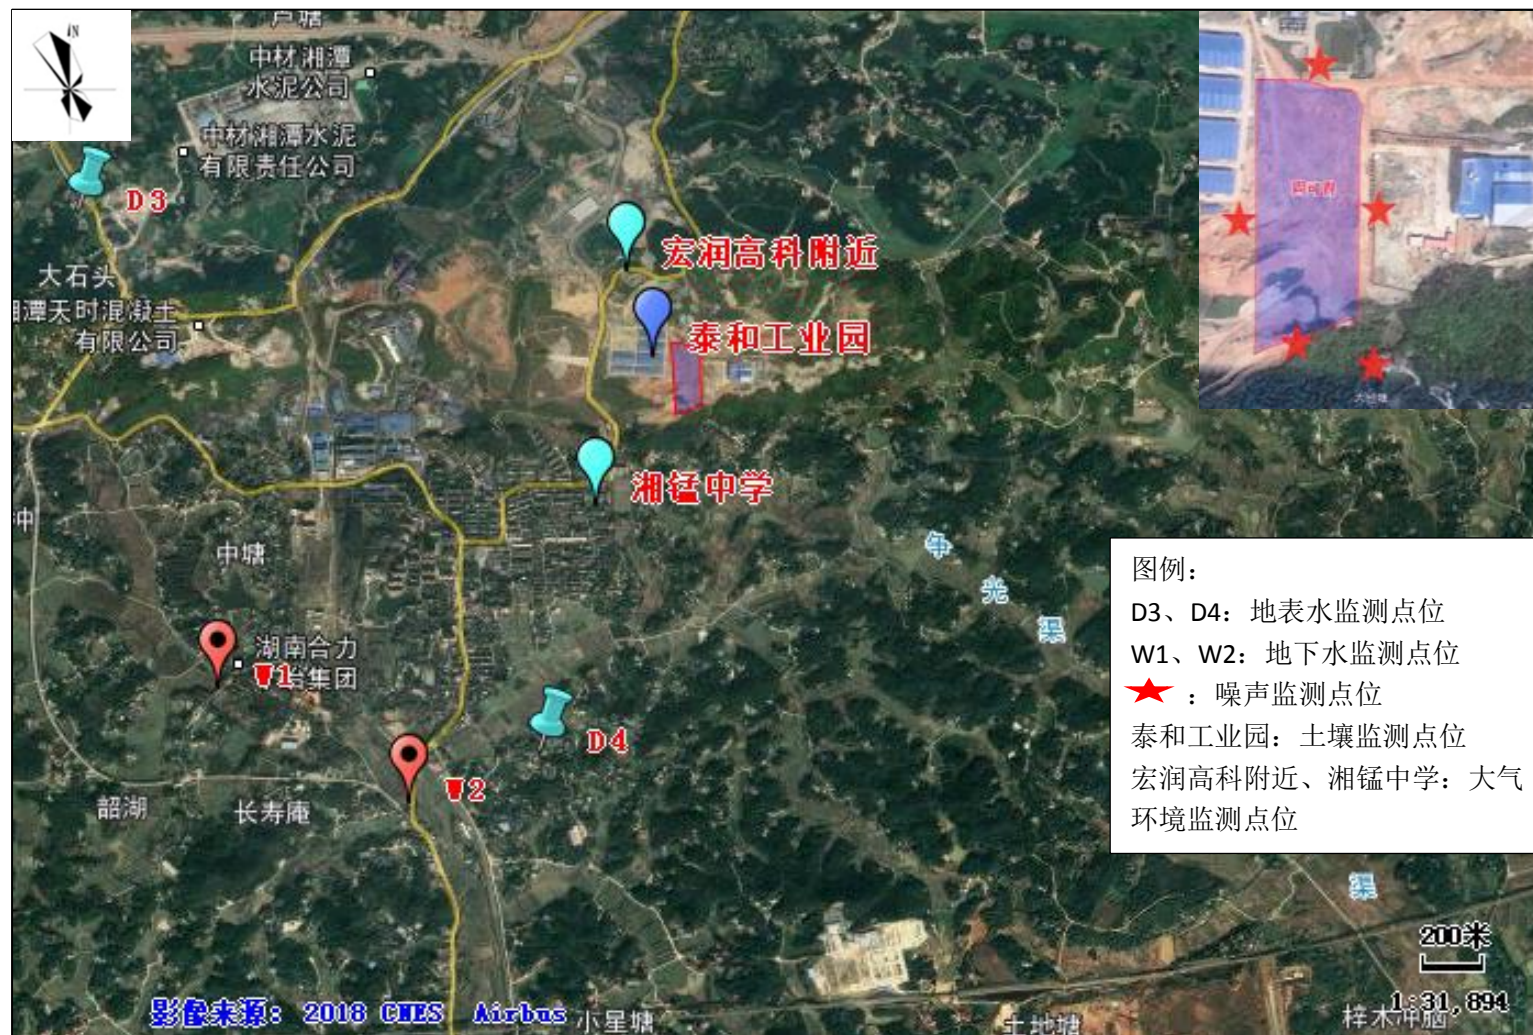 N
户塘
中材湘潭
水泥公司
中材湘潭水泥
有限责任公司
D3
宏润高科附近
大石头
湘潭天时混凝土
有限公司
泰和工业园
湘锰中学
冲
中塘
争
光
渠
图例：
D3、D4：地表水监测点位
W1、W2：地下水监测点位
：噪声监测点位
泰和工业园：土壤监测点位
宏润高科附近、湘锰中学：大气
环境监测点位
湖南合力
W1
冶集团
D4
W2
韶湖
长寿庵
渠
200米
1:31,894
影像来源：2018 CNES Airbus
小星塘
土地塘
梓木冲脑